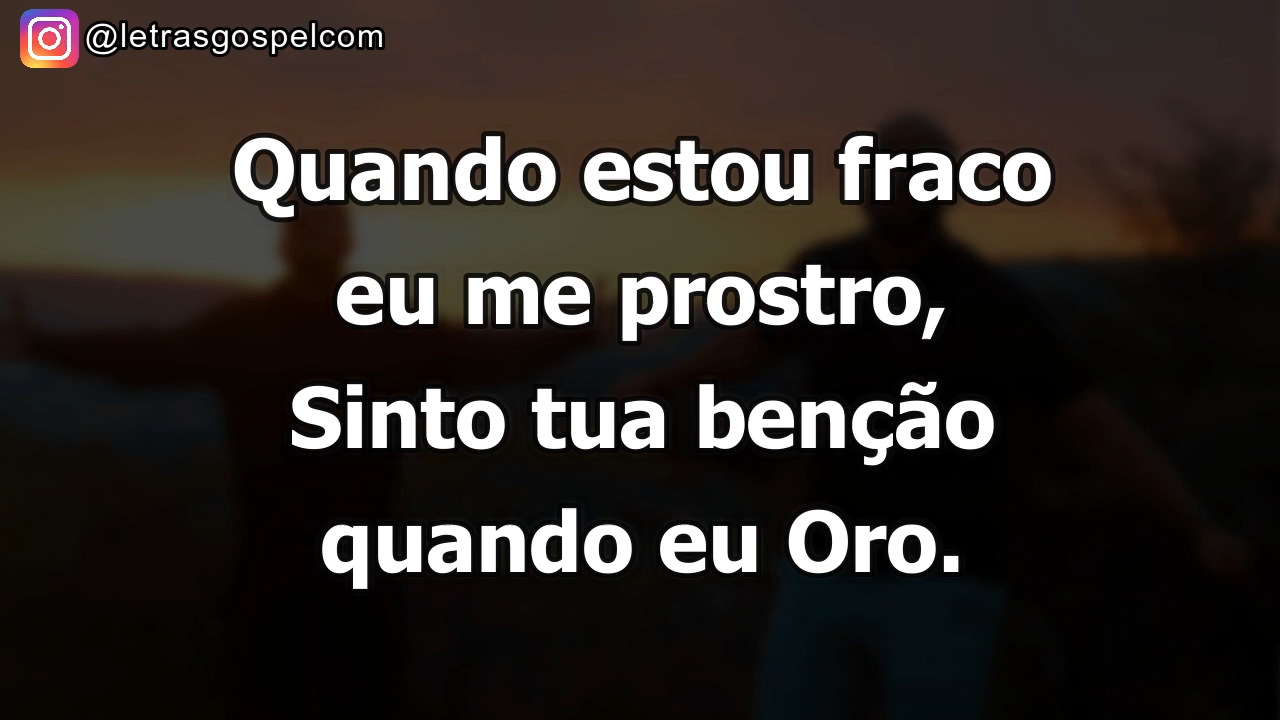 @letrasgospelcom
Quando estou fraco
eu me prostro,
Sinto tua benção
quando eu Oro.